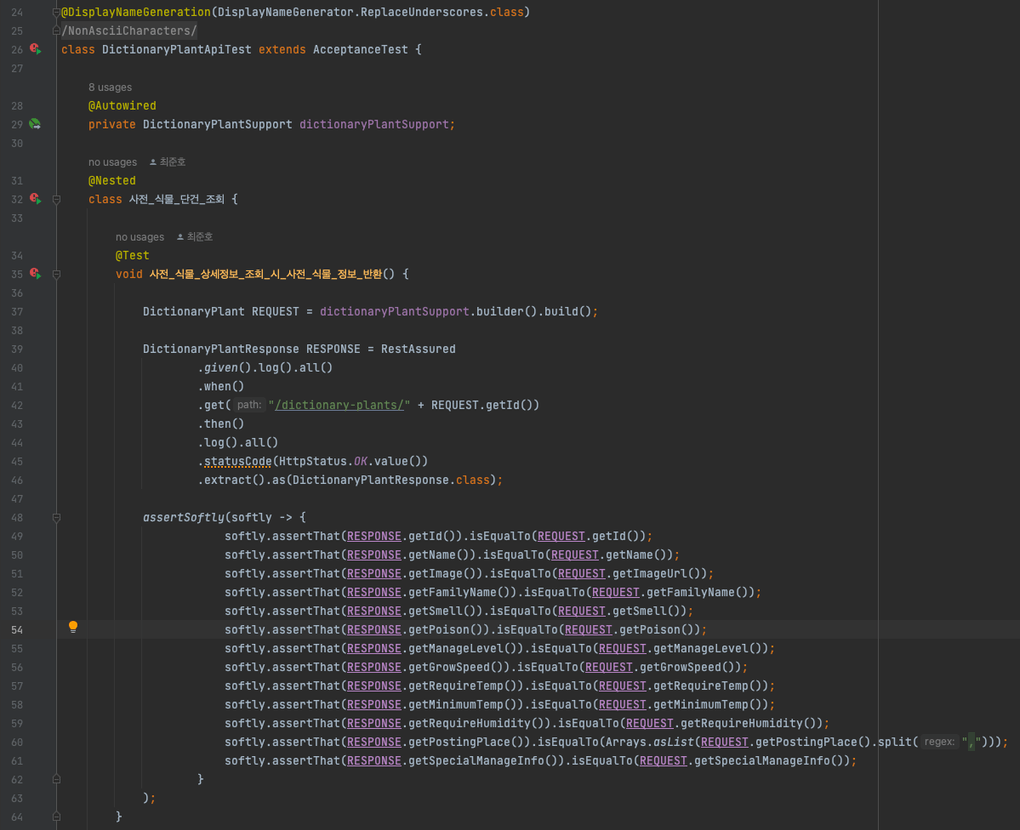 24 @DisplayNameGeneration(DisplayNameGenerator.ReplaceUnderscores.class)
25 /NonAsciiCharacters/
26 class DictionaryPlantApiTest extends AcceptanceTest {
27
8 usages
28 @Autowired
29 private DictionaryPlantSupport dictionaryPlantSupport;
30
no usages 최준호
31 @Nested
32 class 사전_식물_단건_조회 {
33
no usages 최준호
34 @Test
35 void 사전_식물_상세정보_조회_시_사전_식물_정보_반환() {
36
37 DictionaryPlant REQUEST = dictionaryPlantSupport.builder().build();
38
39 DictionaryPlantResponse RESPONSE = RestAssured
40 .given().log().all()
41 .when()
42 .get( path: "/dictionary-plants/" + REQUEST.getId())
43 .then()
44 .log().all()
45 .statusCode(HttpStatus.OK.value())
46 .extract().as(DictionaryPlantResponse.class);
47
48 assertSoftly(softly -> {
49 softly.assertThat(RESPONSE.getId()).isEqualTo(REQUEST.getId());
50 softly.assertThat(RESPONSE.getName()).isEqualTo(REQUEST.getName());
51 softly.assertThat(RESPONSE.getImage()).isEqualTo(REQUEST.getImageUrl());
52 softly.assertThat(RESPONSE.getFamilyName()).isEqualTo(REQUEST.getFamilyName());
53 softly.assertThat(RESPONSE.getSmell()).isEqualTo(REQUEST.getSmell());
54 softly.assertThat(RESPONSE.getPoison()).isEqualTo(REQUEST.getPoison());
55 softly.assertThat(RESPONSE.getManageLevel()).isEqualTo(REQUEST.getManageLevel());
56 softly.assertThat(RESPONSE.getGrowSpeed()).isEqualTo(REQUEST.getGrowSpeed());
57 softly.assertThat(RESPONSE.getRequireTemp()).isEqualTo(REQUEST.getRequireTemp());
58 softly.assertThat(RESPONSE.getMinimumTemp()).isEqualTo(REQUEST.getMinimumTemp());
59 softly.assertThat(RESPONSE.getRequireHumidity()).isEqualTo(REQUEST.getRequireHumidity());
60 softly.assertThat(RESPONSE.getPostingPlace()).isEqualTo(Arrays.asList(REQUEST.getPostingPlace().split( regex: ",")));
61 softly.assertThat(RESPONSE.getSpecialManageInfo()).isEqualTo(REQUEST.getSpecialManageInfo());
62 }
63 );
64 }